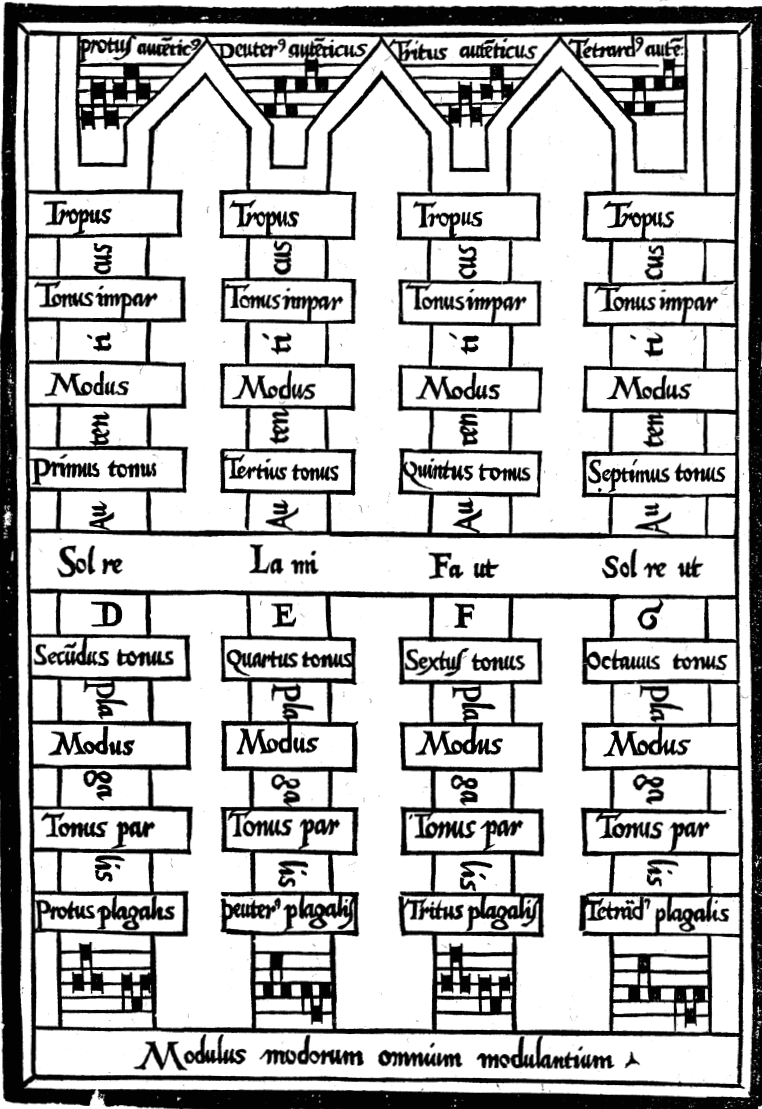 protus autētic⁹ Deuter⁹ autēticus Tritus autēticus Tetrard⁹ autē:
Tropus Tropus Tropus Tropus
cus cus cus cus
Tonus impar Tonus impar Tonus impar Tonus impar
ti ti ti ti
Modus Modus Modus Modus
ten ten ten ten
primus tonus Tertius tonus Quintus tonus Septimus tonus
Au Au Au Au
Sol re La mi Fa ut Sol re ut
D E F G
Secūdus tonus Quartus tonus Sextus tonus Octauus tonus
pla pla pla pla
Modus Modus Modus Modus
ga ga ga ga
Tonus par Tonus par Tonus par Tonus par
lis lis lis lis
Protus plagalis Deuter⁹ plagalis Tritus plagalis Tetrād⁹ plagalis
Modulus modorum omnium modulantium